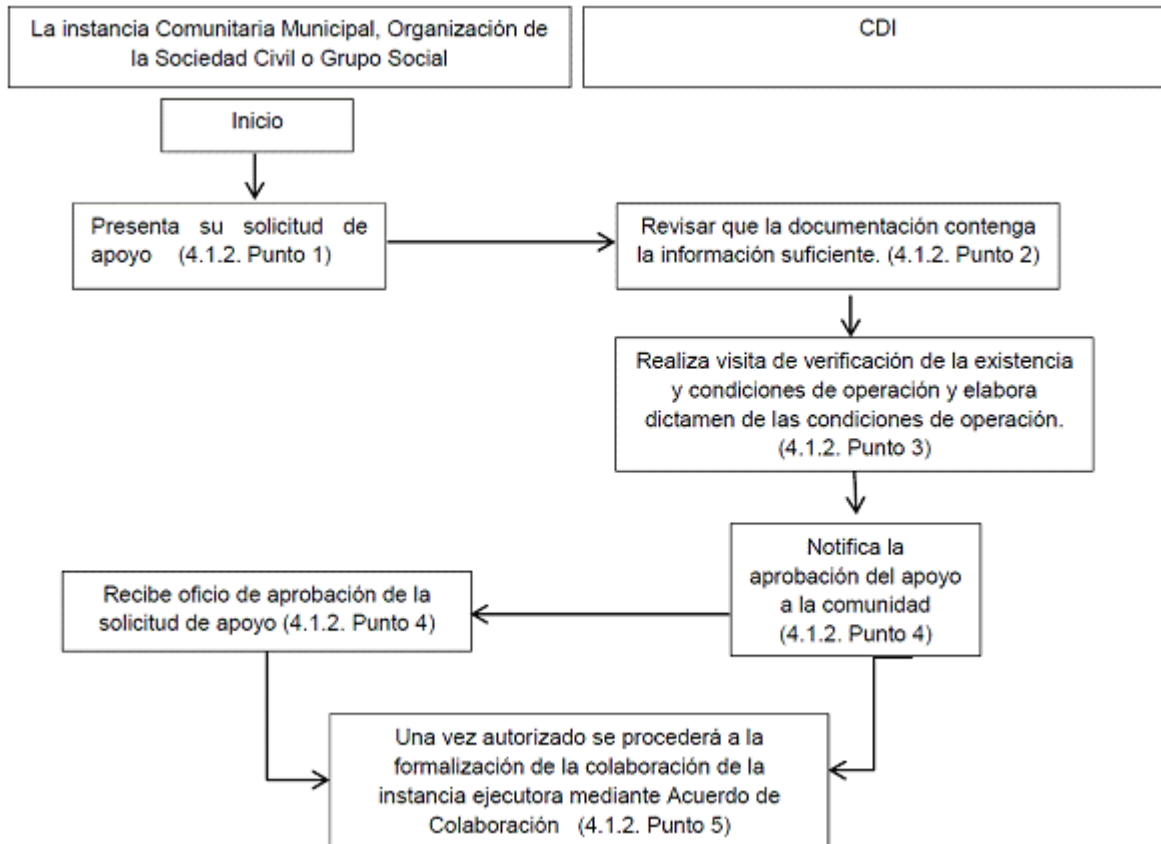 La instancia Comunitaria Municipal, Organización de
la Sociedad Civil o Grupo Social
CDI
Inicio
Presenta su solicitud de
apoyo (4.1.2. Punto 1)
Revisar que la documentación contenga
la información suficiente. (4.1.2. Punto 2)
Realiza visita de verificación de la existencia
y condiciones de operación y elabora
dictamen de las condiciones de operación.
(4.1.2. Punto 3)
Notifica la
aprobación del apoyo
a la comunidad
(4.1.2. Punto 4)
Recibe oficio de aprobación de la
solicitud de apoyo (4.1.2. Punto 4)
Una vez autorizado se procederá a la
formalización de la colaboración de la
instancia ejecutora mediante Acuerdo de
Colaboración (4.1.2. Punto 5)